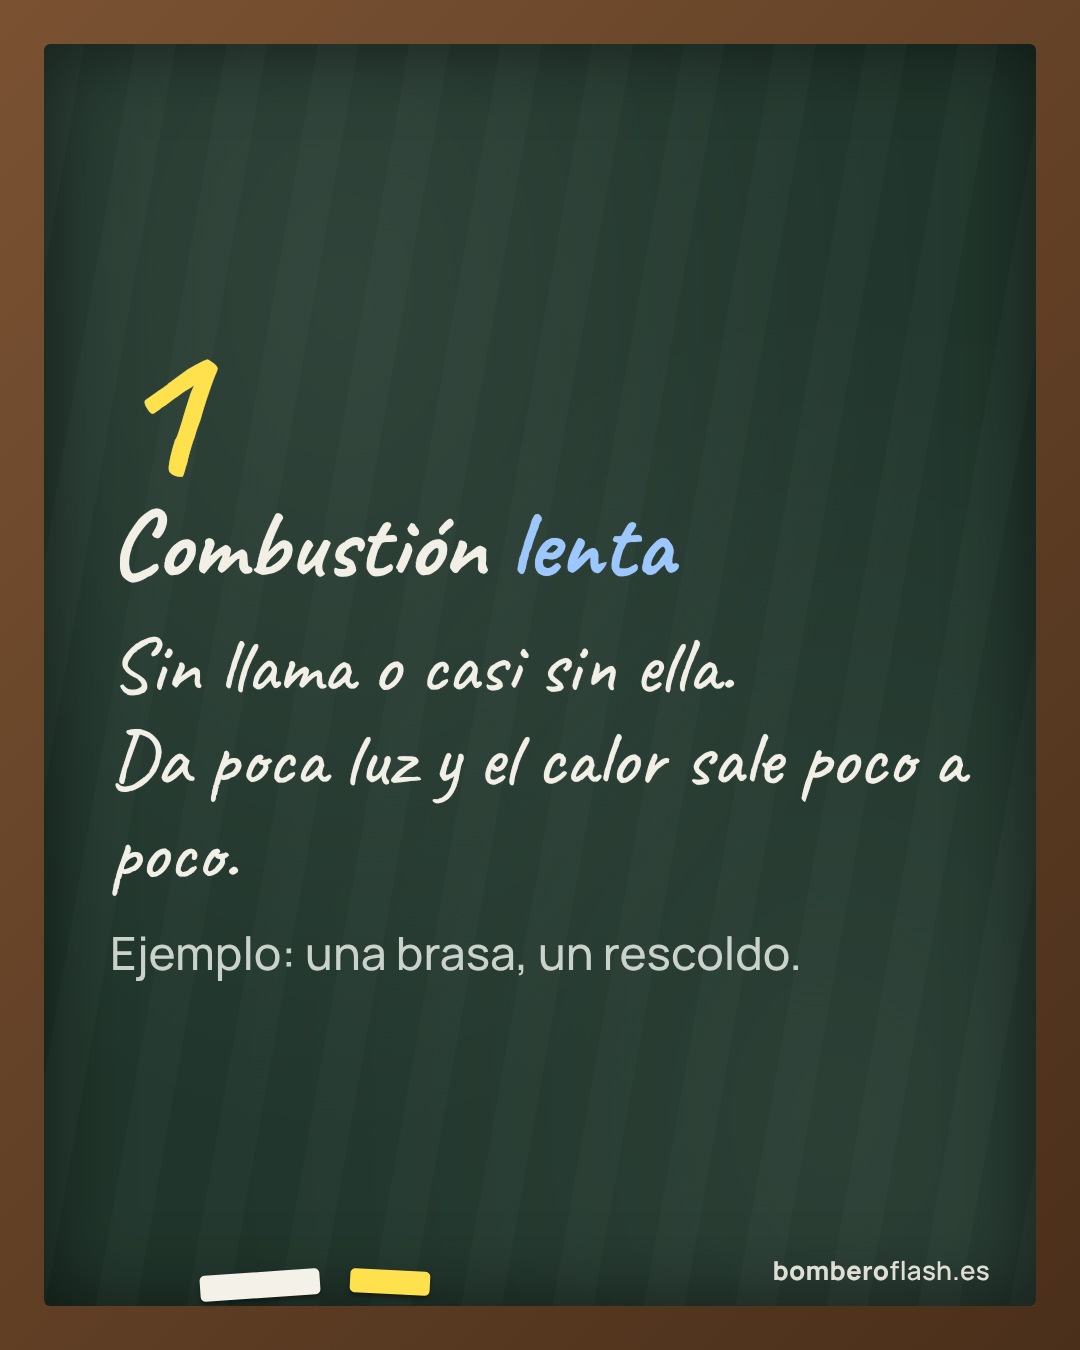 1
Combustión lenta
Sin llama o casi sin ella.
Da poca luz y el calor sale poco a
poco.
Ejemplo: una brasa, un rescoldo.
bomberoflash.es